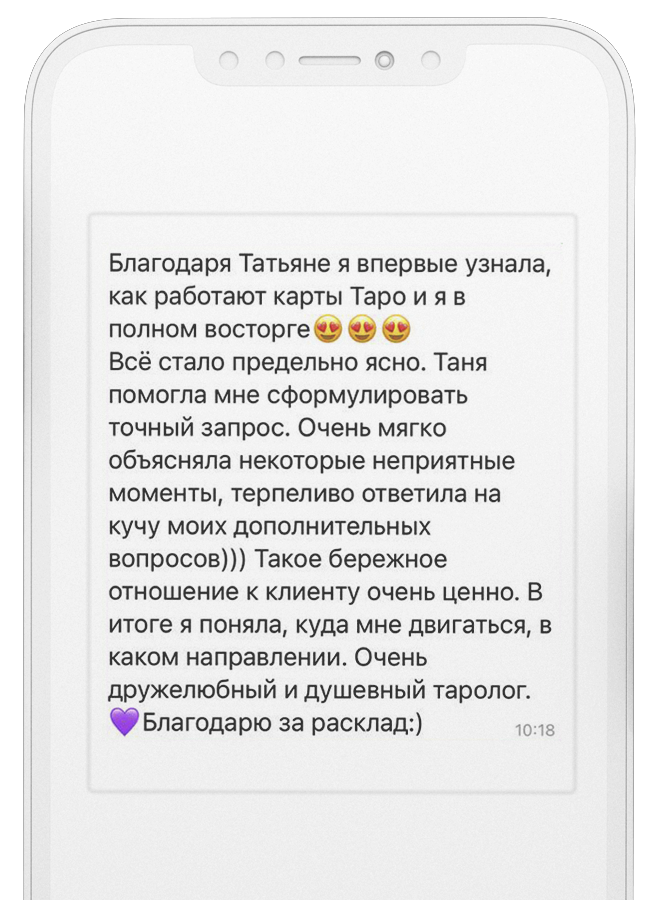 Благодаря Татьяне я впервые узнала,
как работают карты Таро и я в
полном восторге😍😍😍
Всё стало предельно ясно. Таня
помогла мне сформулировать
точный запрос. Очень мягко
объясняла некоторые неприятные
моменты, терпеливо ответила на
кучу моих дополнительных
вопросов))) Такое бережное
отношение к клиенту очень ценно. В
итоге я поняла, куда мне двигаться, в
каком направлении. Очень
дружелюбный и душевный таролог.
💜Благодарю за расклад:)
10:18